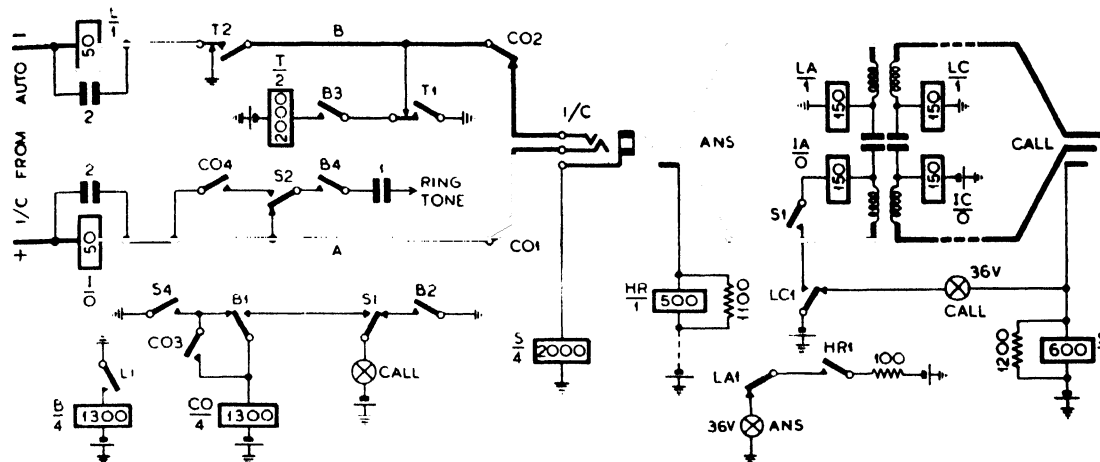 I/C FROM AUTO
L
1
50
2
T2
B
CO2
T
2
2000
B3
T1
I/C
ANS
2
CO4
S2
B4
1
RING
TONE
50
I
0
A
CO1
S4
B1
S1
B2
CO3
CALL
L1
B
4
1300
CO
4
1300
S
4
2000
HR
1
500
1100
LA
1
150
LC
1
150
IA
0
150
IC
0
150
CALL
S1
LC1
36V
CALL
1200
600
S
HR1
100
LA1
36V
ANS